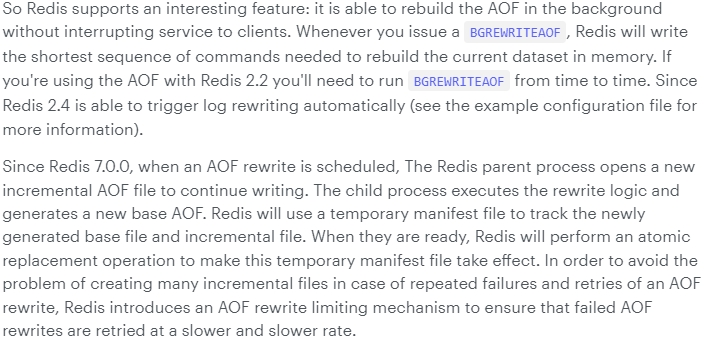 So Redis supports an interesting feature: it is able to rebuild the AOF in the background
without interrupting service to clients. Whenever you issue a BGREWRITEAOF, Redis will write
the shortest sequence of commands needed to rebuild the current dataset in memory. If
you're using the AOF with Redis 2.2 you'll need to run BGREWRITEAOF from time to time. Since
Redis 2.4 is able to trigger log rewriting automatically (see the example configuration file for
more information).
Since Redis 7.0.0, when an AOF rewrite is scheduled, The Redis parent process opens a new
incremental AOF file to continue writing. The child process executes the rewrite logic and
generates a new base AOF. Redis will use a temporary manifest file to track the newly
generated base file and incremental file. When they are ready, Redis will perform an atomic
replacement operation to make this temporary manifest file take effect. In order to avoid the
problem of creating many incremental files in case of repeated failures and retries of an AOF
rewrite, Redis introduces an AOF rewrite limiting mechanism to ensure that failed AOF
rewrites are retried at a slower and slower rate.